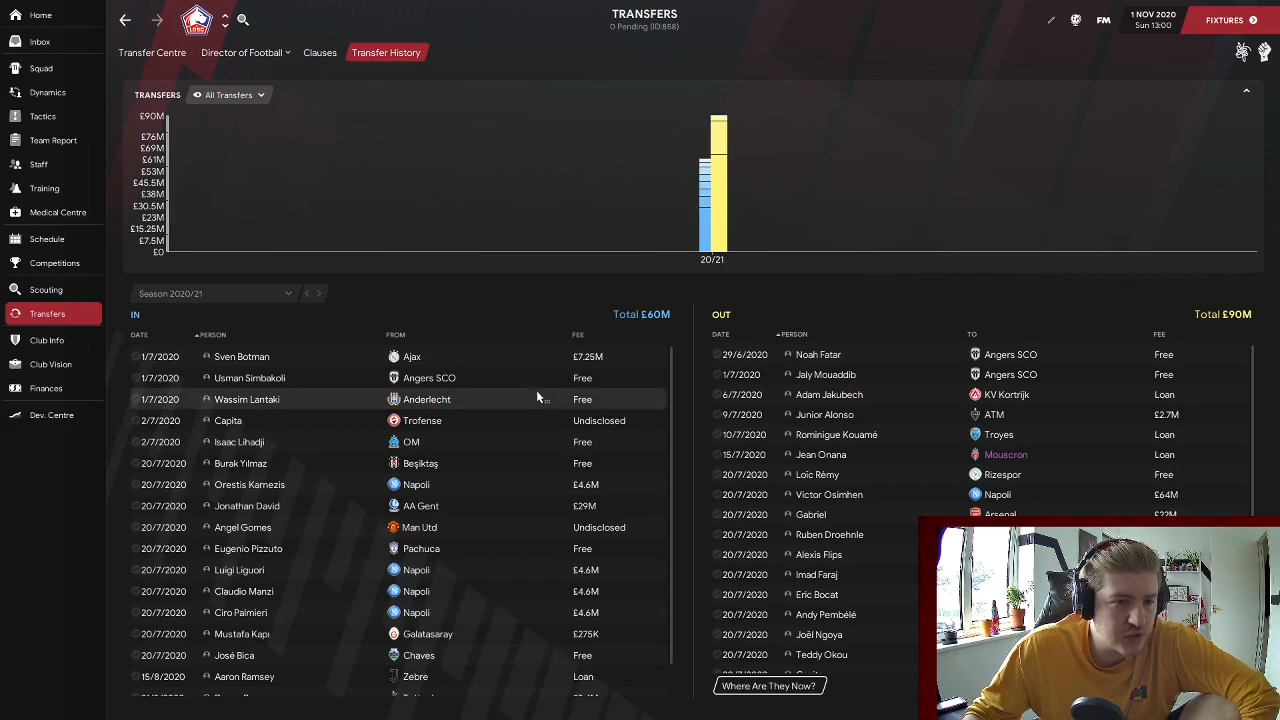 Home
TRANSFERS
0 Pending (ID:858)
FM
1 NOV 2020
Sun 13:00
FIXTURES
Inbox
Transfer Centre
Director of Football
Clauses
Transfer History
Squad
Dynamics
Tactics
Team Report
Staff
Training
Medical Centre
Schedule
Competitions
Scouting
Transfers
Club Info
Club Vision
Finances
Dev. Centre
TRANSFERS
All Transfers
£90M
£76M
£69M
£61M
£53M
£45.5M
£38M
£30.5M
£23M
£15.25M
£7.5M
£0
20/21
Season 2020/21
IN Total £60M
DATE PERSON FROM FEE
1/7/2020 Sven Botman Ajax £7.25M
1/7/2020 Usman Simbakoli Angers SCO Free
1/7/2020 Wassim Lantaki Anderlecht Free
2/7/2020 Capita Trofense Undisclosed
2/7/2020 Isaac Lihadji OM Free
20/7/2020 Burak Yılmaz Beşiktaş Free
20/7/2020 Orestis Karnezis Napoli £4.6M
20/7/2020 Jonathan David AA Gent £29M
20/7/2020 Angel Gomes Man Utd Undisclosed
20/7/2020 Eugenio Pizzuto Pachuca Free
20/7/2020 Luigi Liguori Napoli £4.6M
20/7/2020 Claudio Manzi Napoli £4.6M
20/7/2020 Ciro Palmieri Napoli £4.6M
20/7/2020 Mustafa Kapı Galatasaray £275K
20/7/2020 José Bica Chaves Free
15/8/2020 Aaron Ramsey Zebre Loan
OUT Total £90M
DATE PERSON TO FEE
29/6/2020 Noah Fatar Angers SCO Free
1/7/2020 Jaly Mouaddib Angers SCO Free
6/7/2020 Adam Jakubech KV Kortrijk Loan
9/7/2020 Junior Alonso ATM £2.7M
10/7/2020 Rominigue Kouamé Troyes Loan
15/7/2020 Jean Onana Mouscron Loan
20/7/2020 Loïc Rémy Rizespor Free
20/7/2020 Victor Osimhen Napoli £64M
20/7/2020 Gabriel Arsenal £22M
20/7/2020 Ruben Droehnle
20/7/2020 Alexis Flips
20/7/2020 Imad Faraj
20/7/2020 Eric Bocat
20/7/2020 Andy Pembélé
20/7/2020 Joël Ngoya
20/7/2020 Teddy Okou
Where Are They Now?